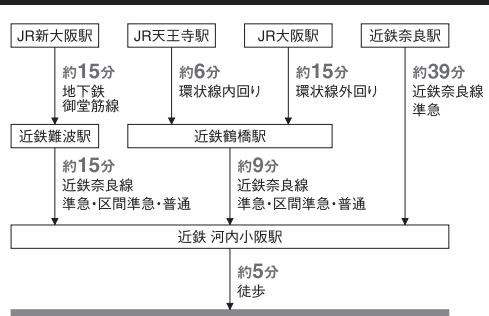 JR新大阪駅
JR天王寺駅
JR大阪駅
近鉄奈良駅
約15分
地下鉄
御堂筋線
約6分
環状線内回り
約15分
環状線外回り
約39分
近鉄奈良線
準急
近鉄難波駅
近鉄鶴橋駅
約15分
近鉄奈良線
準急・区間準急・普通
約9分
近鉄奈良線
準急・区間準急・普通
近鉄 河内小阪駅
約5分
徒歩